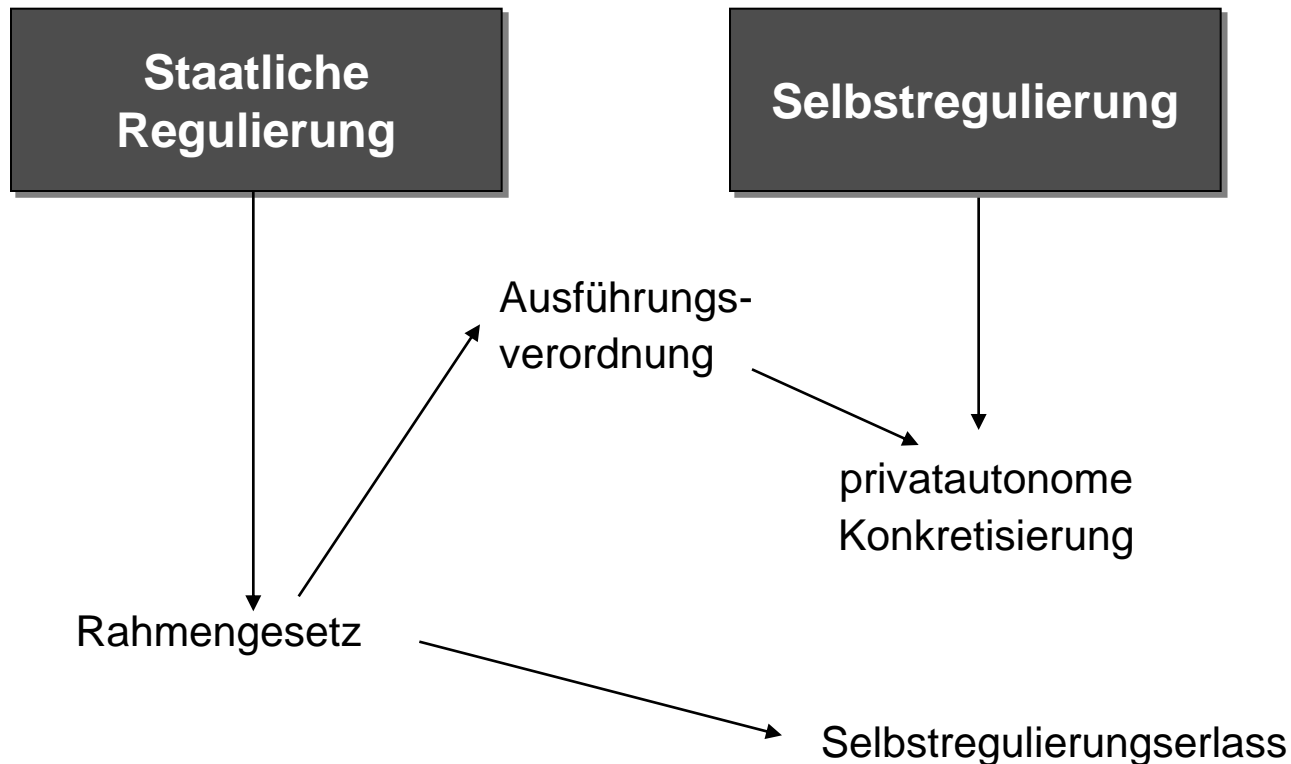 Staatliche
Regulierung
Selbstregulierung
Ausführungs-
verordnung
privatautonome
Konkretisierung
Rahmengesetz
Selbstregulierungserlass